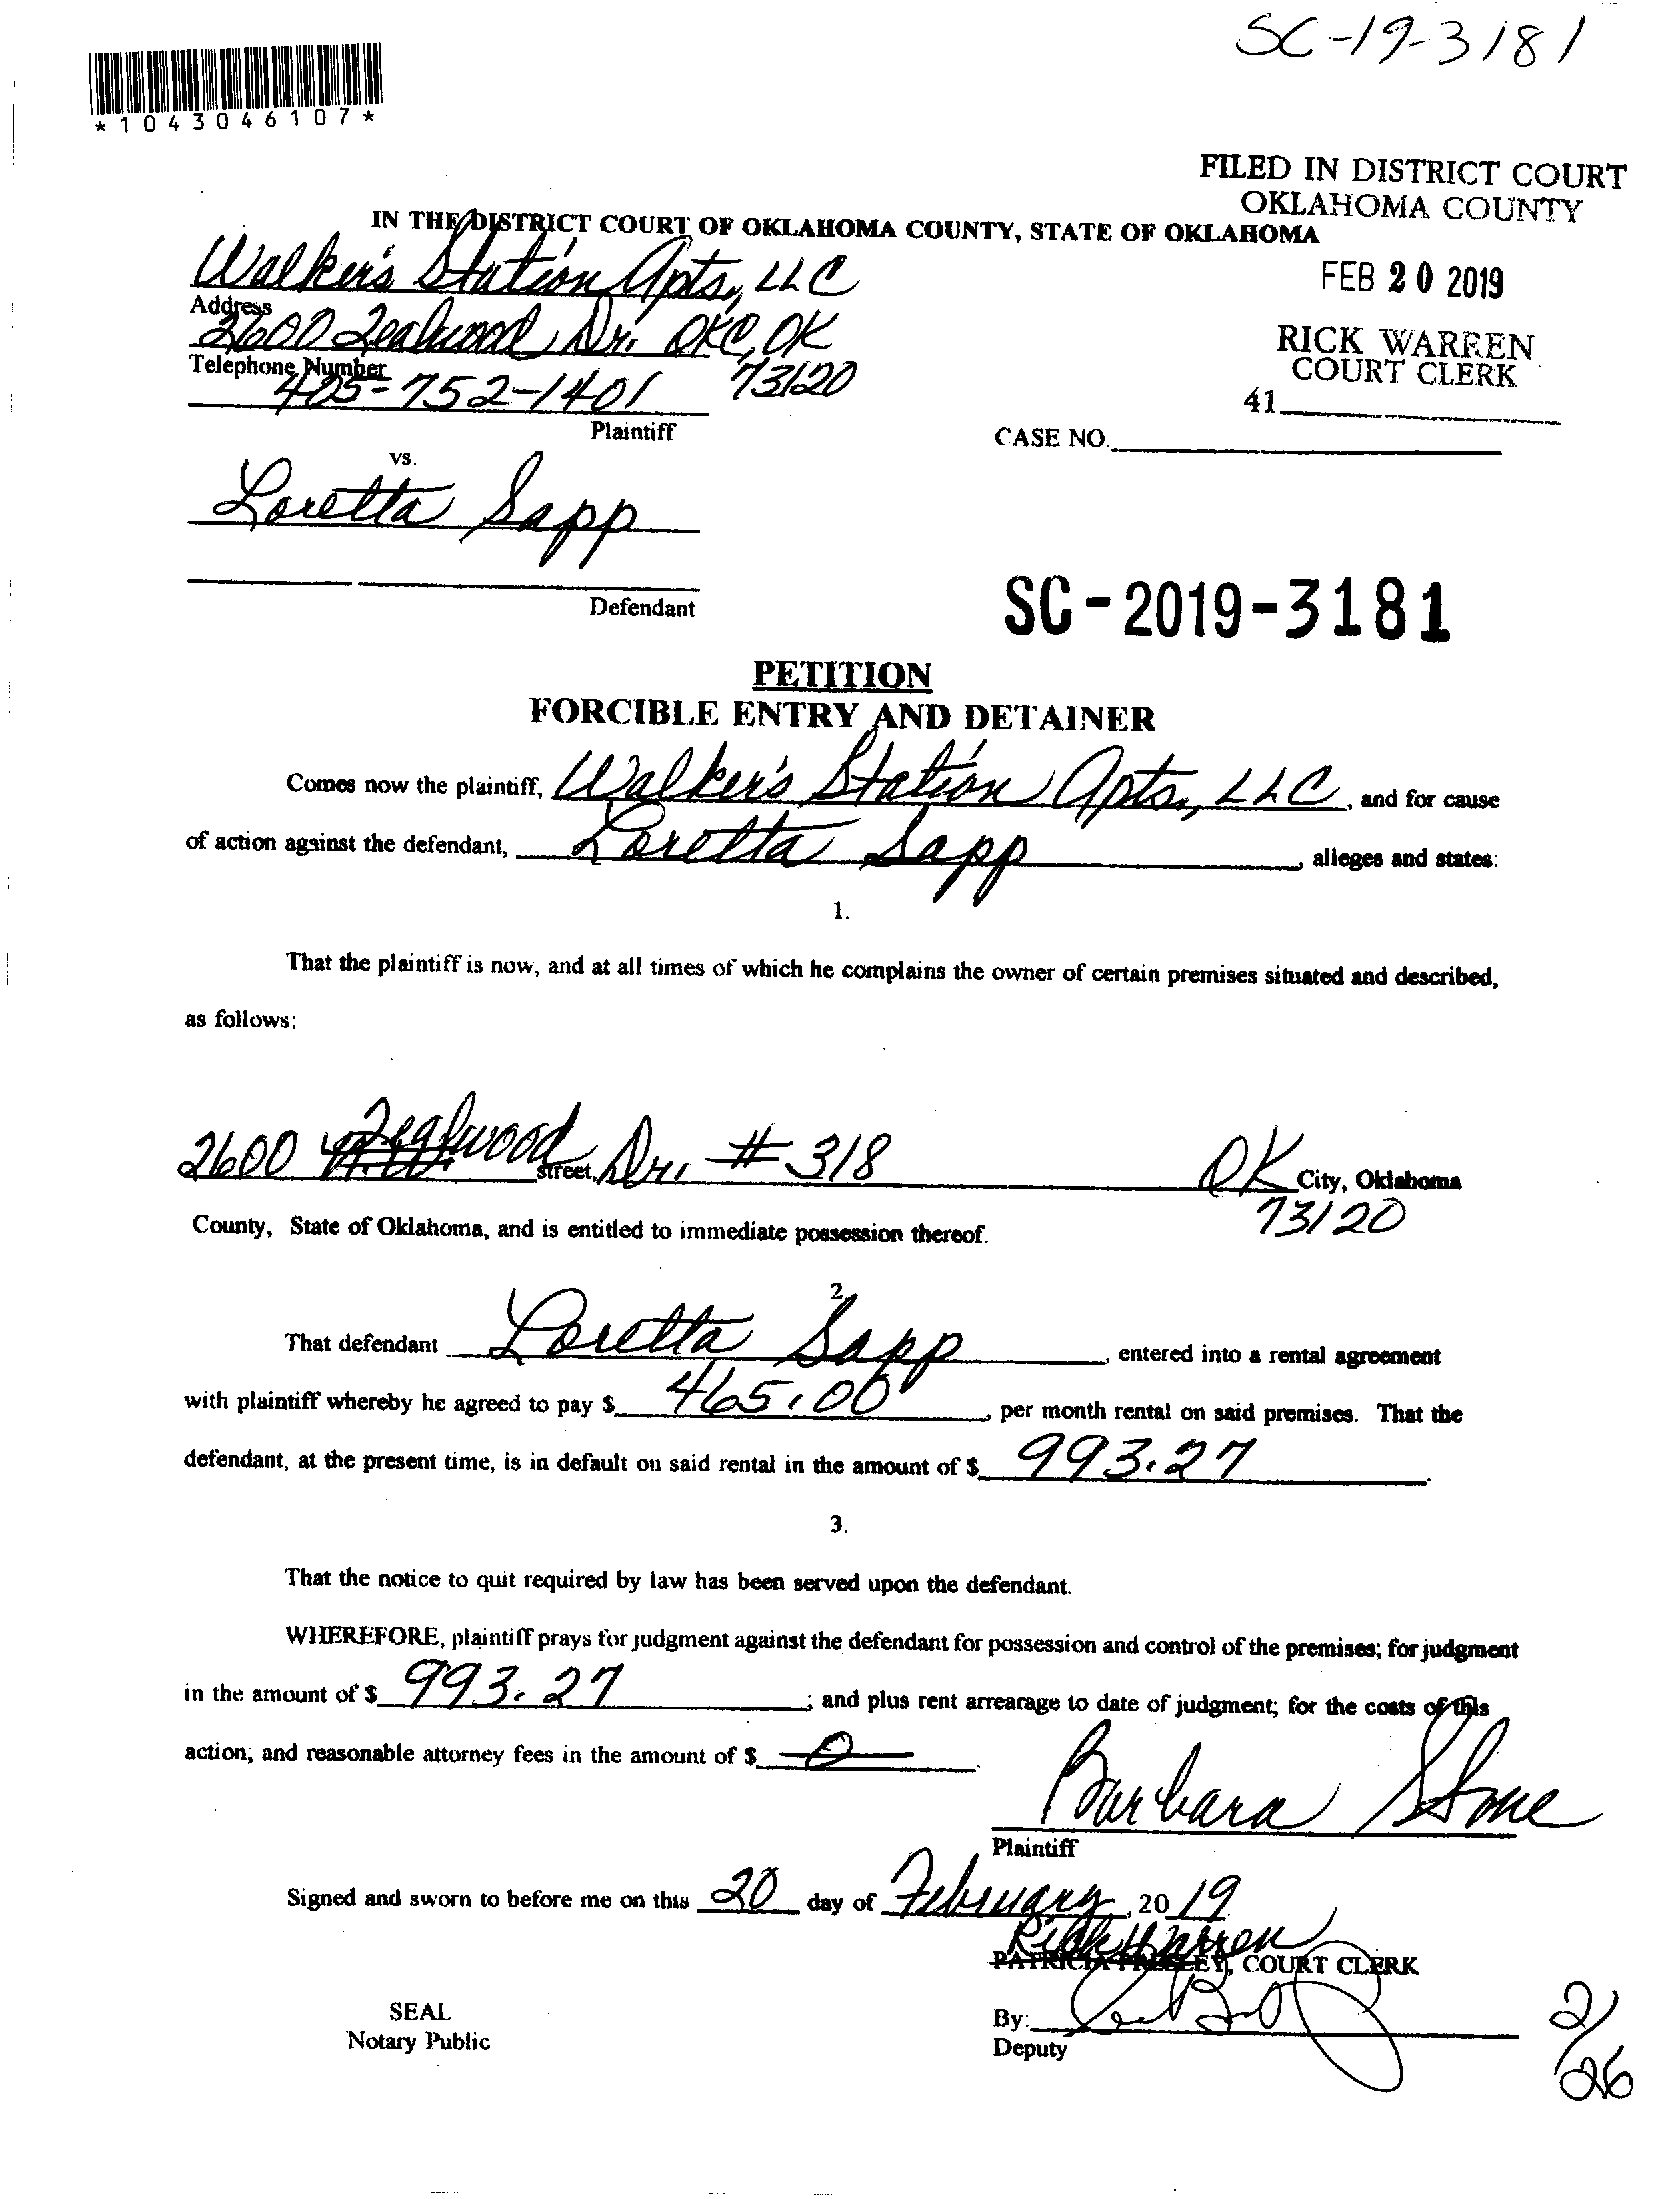 SC-19-3181
*1043046107*
FILED IN DISTRICT COURT
OKLAHOMA COUNTY
IN THE DISTRICT COURT OF OKLAHOMA COUNTY, STATE OF OKLAHOMA
FEB 20 2019
RICK WARREN
COURT CLERK
41
Walker's Station Apts, LLC
Address
2600 Dr. OKC, OK
Telephone Number
405-752-1401 73120
Plaintiff
CASE NO.
vs.
Loretta Sapp
Defendant
SC-2019-3181
PETITION
FORCIBLE ENTRY AND DETAINER
Comes now the plaintiff, Walker's Station Apts, LLC, and for cause
of action against the defendant, Loretta Sapp, alleges and states:
1.
That the plaintiff is now, and at all times of which he complains the owner of certain premises situated and described,
as follows:
2600 street, Dr. # 318 OK City, Oklahoma
73120
County, State of Oklahoma, and is entitled to immediate possession thereof.
2.
That defendant Loretta Sapp, entered into a rental agreement
with plaintiff whereby he agreed to pay $ 465.00, per month rental on said premises. That the
defendant, at the present time, is in default on said rental in the amount of $ 993.27.
3.
That the notice to quit required by law has been served upon the defendant.
WHEREFORE, plaintiff prays for judgment against the defendant for possession and control of the premises; for judgment
in the amount of $ 993.27; and plus rent arrearage to date of judgment; for the costs of this
action; and reasonable attorney fees in the amount of $ 0.
Barbara Stone
Plaintiff
Signed and sworn to before me on this 20 day of February, 2019
Rick Warren
PATRICIA PRESLEY, COURT CLERK
SEAL
Notary Public
By:
Deputy
2/26